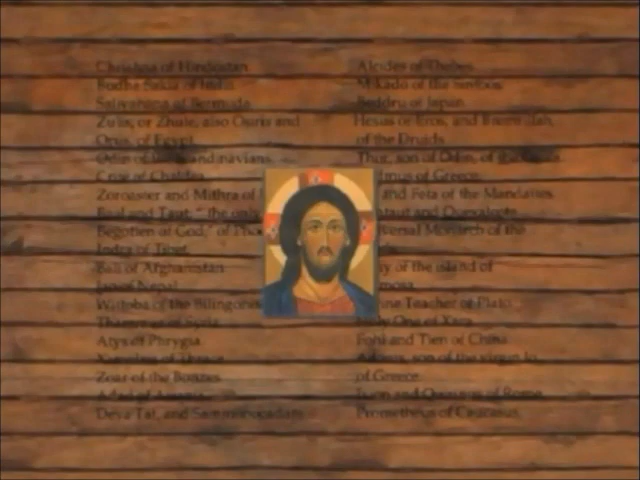 Chrishna of Hindostan
Budha Sakia of India
Salivahana of Bermuda
Zulis, or Zhule, also Osiris and
Orus, of Egypt
Odin of the Scandinavians
Crite of Chaldea
Zoroaster and Mithra of
Baal and Taut, "the only
Begotten of God," of
Indra of Tibet
Bali of Afghanistan
Jao of Nepal
Wittoba of the Bilingonese
Thammuz of Syria
Atys of Phrygia
of Thrace
Zoar of the Bonzes
Adad of Assyria
Deva Tat, and Sammonocadam
Alcides of Thebes
Mikado of the Sintoos
Beddru of Japan
Hesus or Eros, and
of the Druids
Thor, son of Odin, of the
of Greece
and Feta of the Mandaites
and
Monarch of the
of the island of
Teacher of Plato
Holy One of Xaca
Fohi and Tien of China
Adonis, son of the virgin Io
of Greece
Ixion and Quirinus of Rome
Prometheus of Caucasus